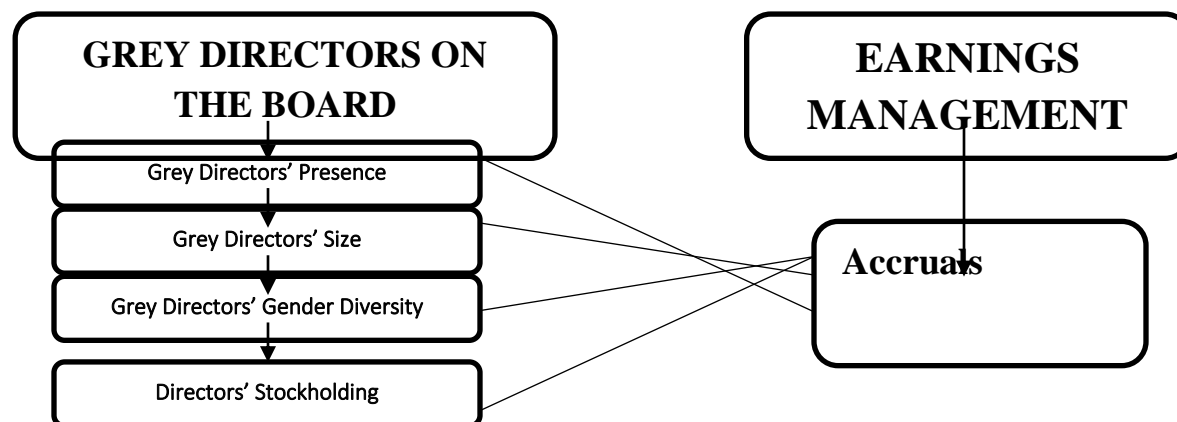 GREY DIRECTORS ON
THE BOARD
Grey Directors’ Presence
Grey Directors’ Size
Grey Directors’ Gender Diversity
Directors’ Stockholding
EARNINGS
MANAGEMENT
Accruals